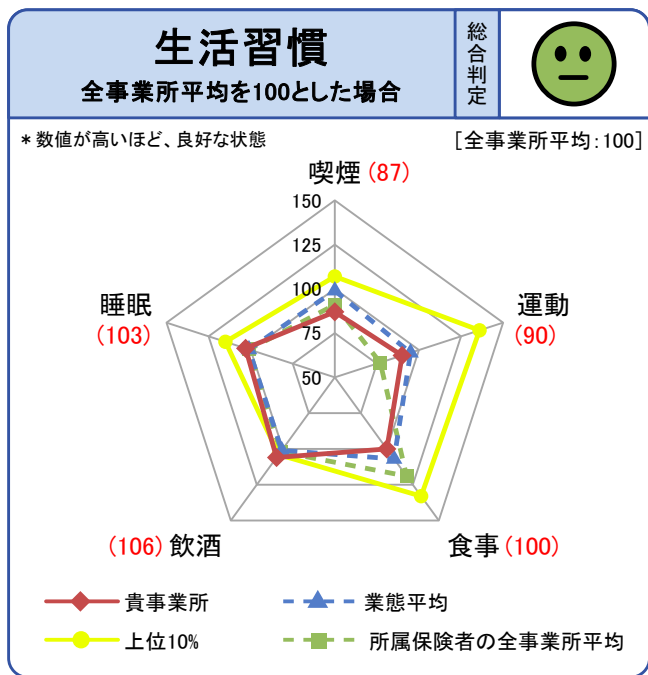 生活習慣
全事業所平均を100とした場合
総合判定
*数値が高いほど、良好な状態
[全事業所平均:100]
喫煙(87)
150
125
100
75
50
睡眠
(103)
運動
(90)
(106)飲酒
食事(100)
貴事業所
業態平均
上位10%
所属保険者の全事業所平均